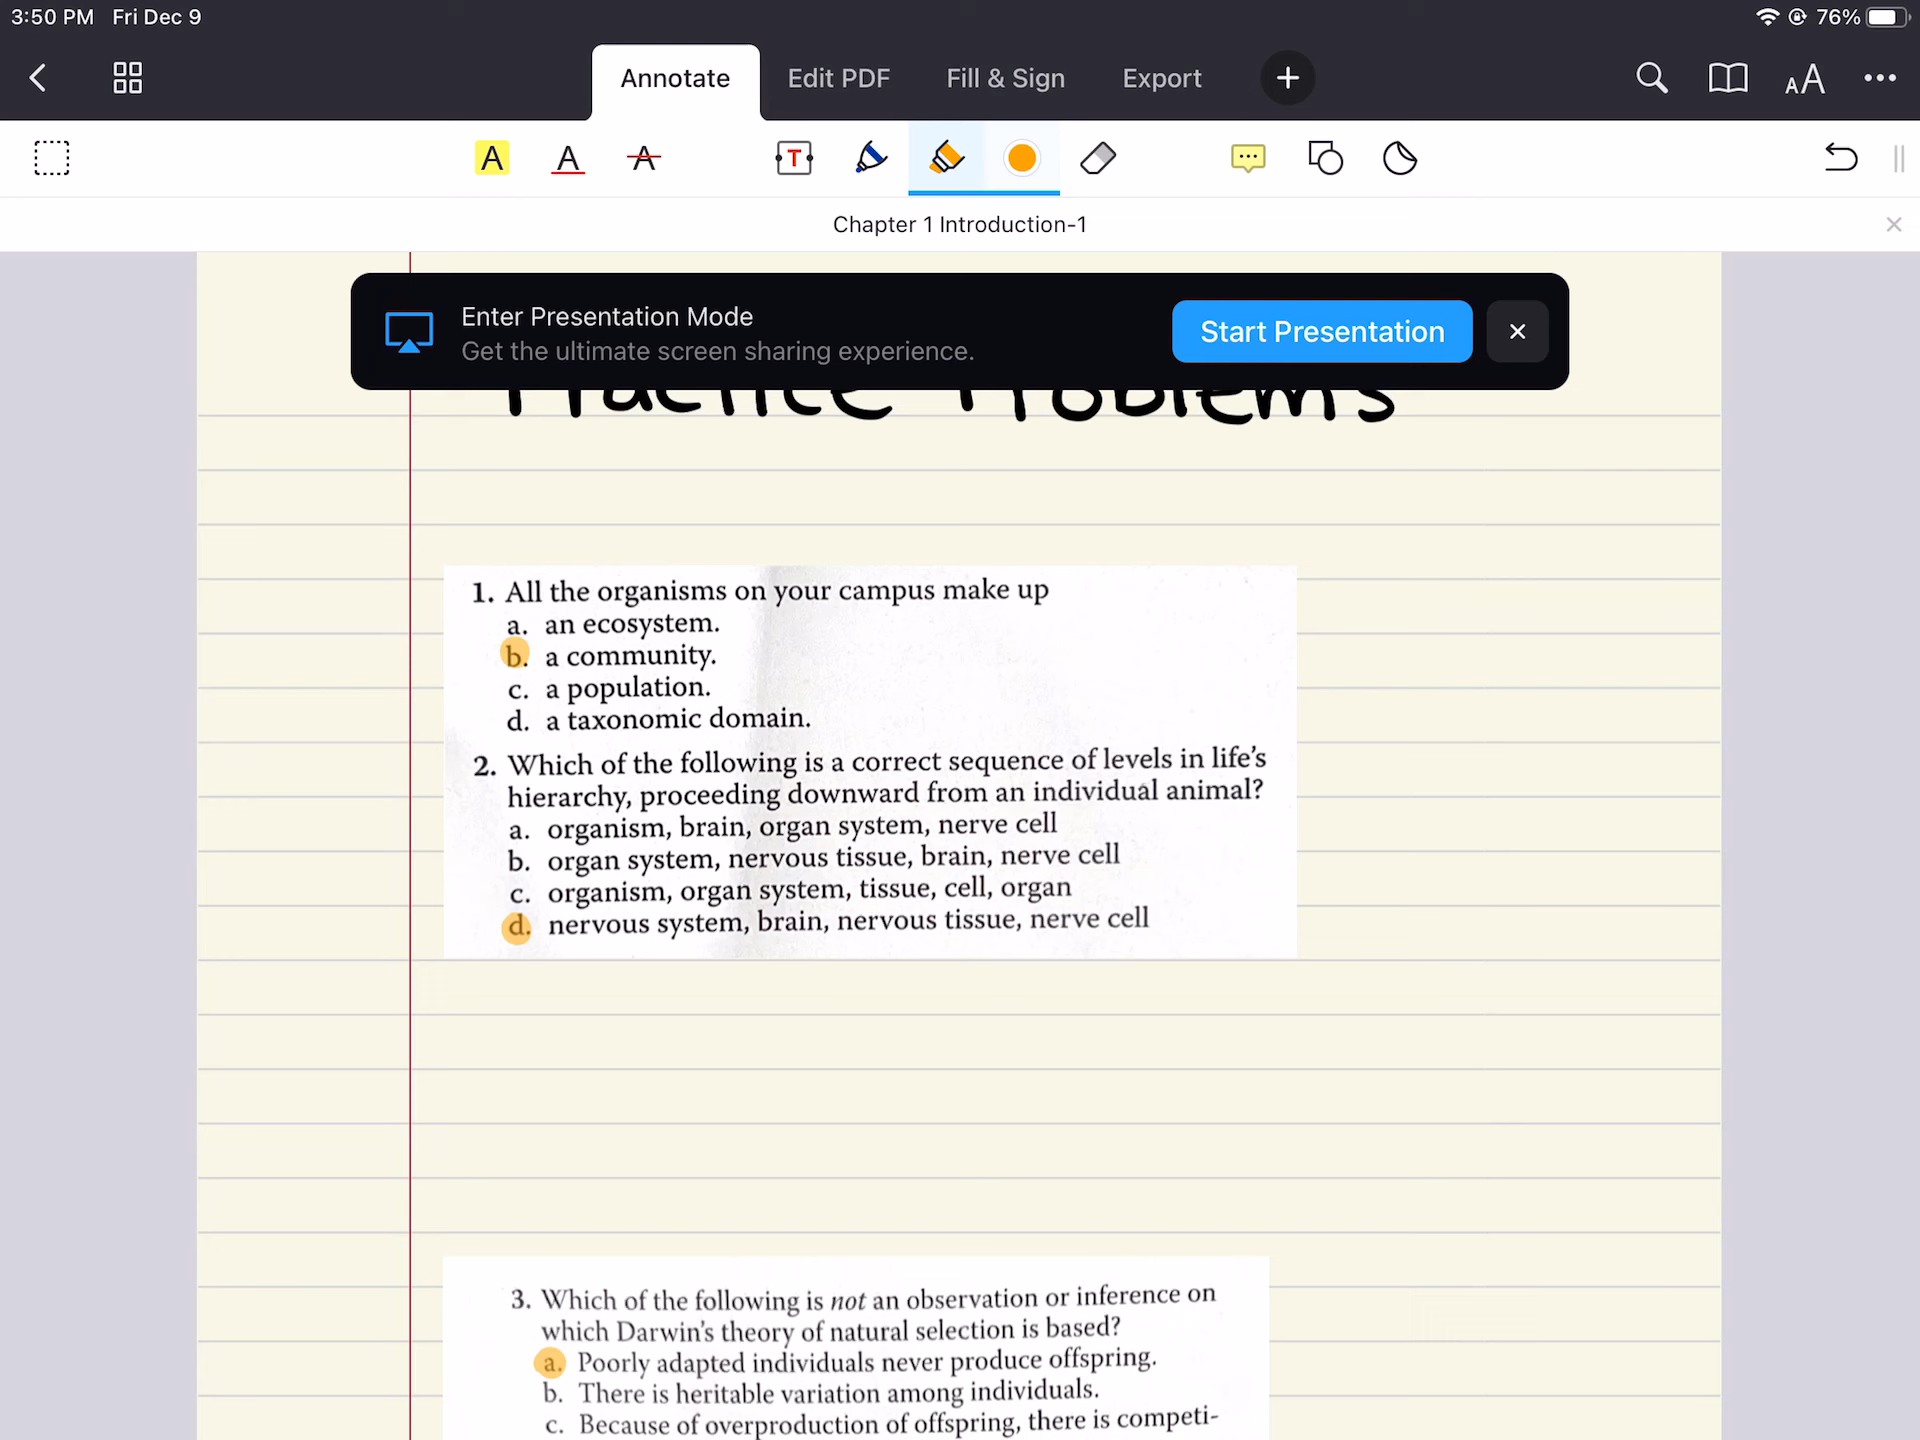 3:50 PM Fri Dec 9 76%
Annotate Edit PDF Fill & Sign Export
Chapter 1 Introduction-1
Enter Presentation Mode
Get the ultimate screen sharing experience.
Start Presentation
Practice Problems
1. All the organisms on your campus make up
a. an ecosystem.
b. a community.
c. a population.
d. a taxonomic domain.
2. Which of the following is a correct sequence of levels in life's
hierarchy, proceeding downward from an individual animal?
a. organism, brain, organ system, nerve cell
b. organ system, nervous tissue, brain, nerve cell
c. organism, organ system, tissue, cell, organ
d. nervous system, brain, nervous tissue, nerve cell
3. Which of the following is not an observation or inference on
which Darwin's theory of natural selection is based?
a. Poorly adapted individuals never produce offspring.
b. There is heritable variation among individuals.
c. Because of overproduction of offspring, there is competi-